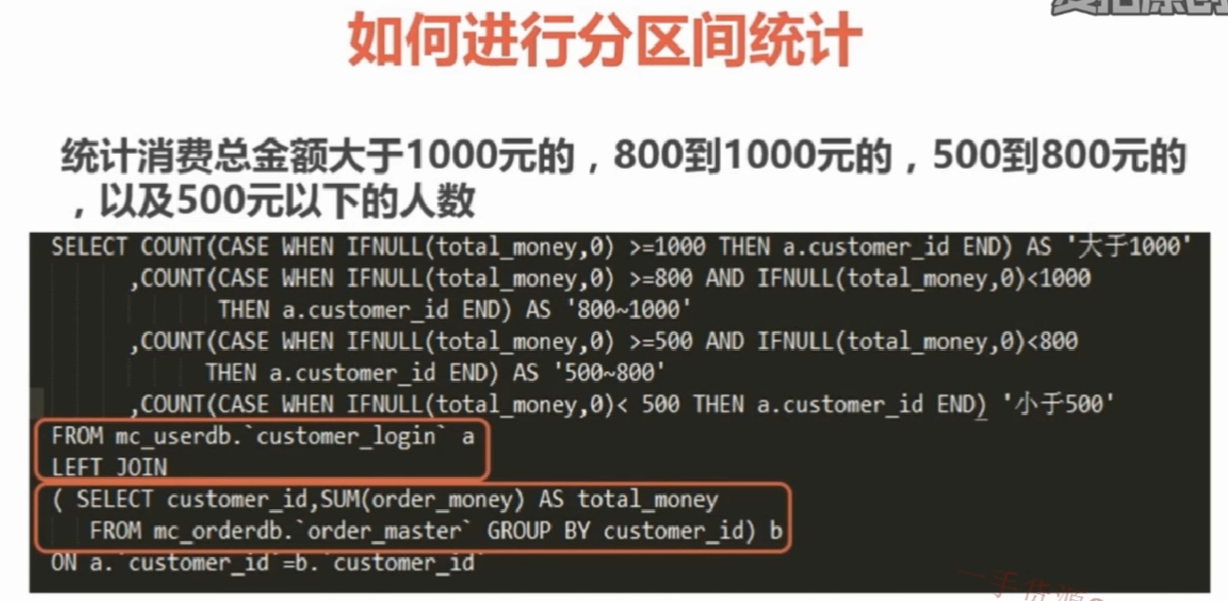 如何进行分区间统计
统计消费总金额大于1000元的，800到1000元的，500到800元的
，以及500元以下的人数
SELECT COUNT(CASE WHEN IFNULL(total_money,0) >=1000 THEN a.customer_id END) AS '大于1000'
,COUNT(CASE WHEN IFNULL(total_money,0) >=800 AND IFNULL(total_money,0)<1000
THEN a.customer_id END) AS '800~1000'
,COUNT(CASE WHEN IFNULL(total_money,0) >=500 AND IFNULL(total_money,0)<800
THEN a.customer_id END) AS '500~800'
,COUNT(CASE WHEN IFNULL(total_money,0)< 500 THEN a.customer_id END) '小于500'
FROM mc_userdb.`customer_login` a
LEFT JOIN
( SELECT customer_id,SUM(order_money) AS total_money
FROM mc_orderdb.`order_master` GROUP BY customer_id) b
ON a.`customer_id`=b.`customer_id`